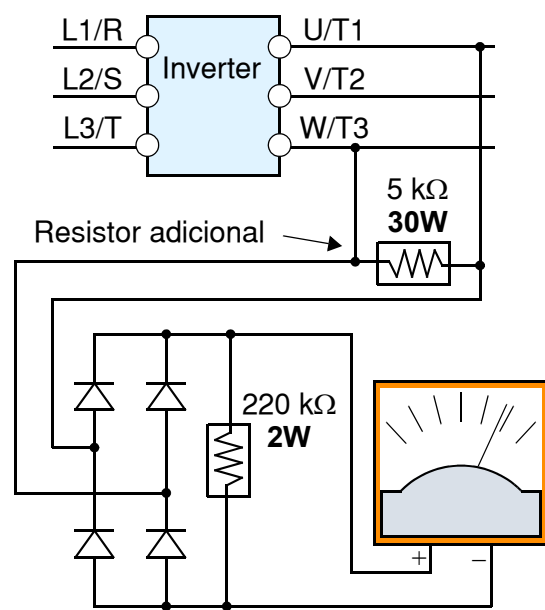 L1/R
L2/S
L3/T
Inverter
U/T1
V/T2
W/T3
5 kΩ
30W
Resistor adicional
220 kΩ
2W
+
−